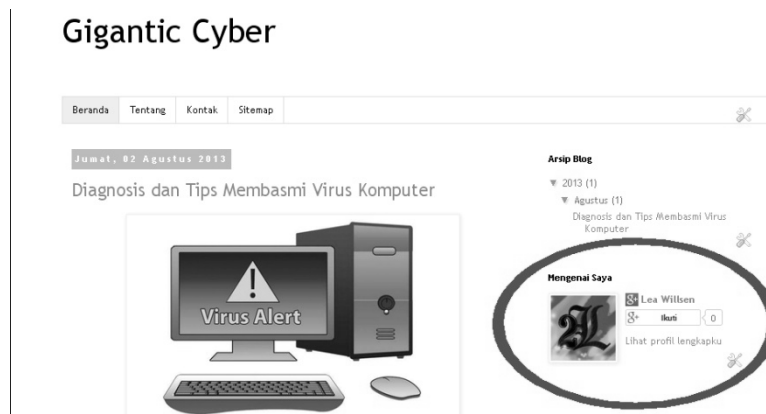 Gigantic Cyber
Beranda Tentang Kontak Sitemap
Jumat, 02 Agustus 2013
Diagnosis dan Tips Membasmi Virus Komputer
Virus Alert
Arsip Blog
▼ 2013 (1)
▼ Agustus (1)
Diagnosis dan Tips Membasmi Virus
Komputer
Mengenai Saya
g+ Lea Willsen
g+ Ikuti 0
Lihat profil lengkapku